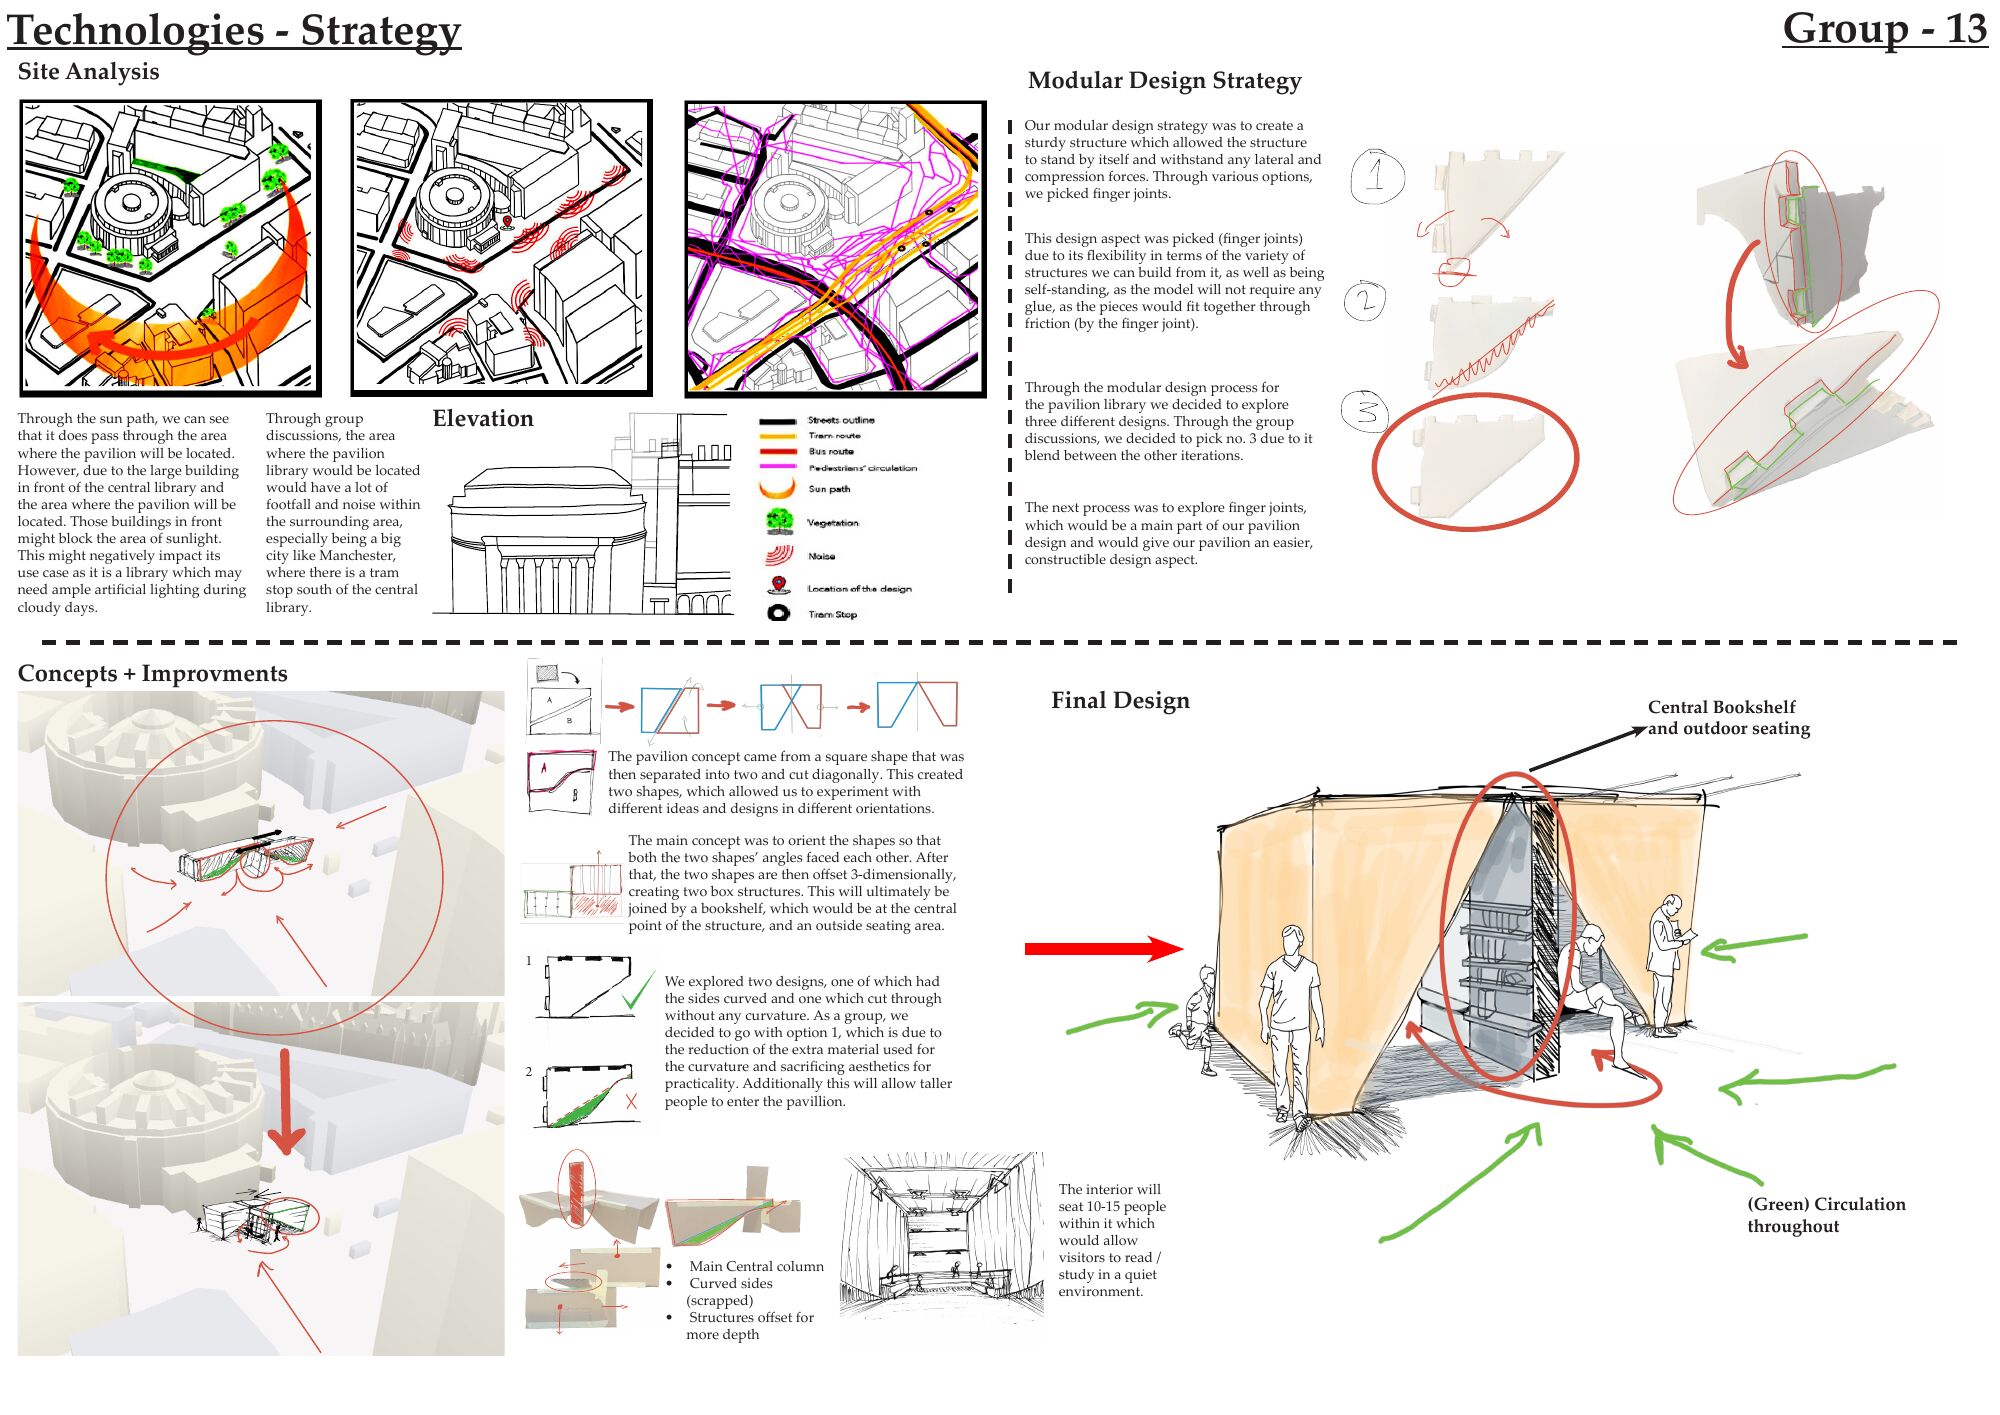 Technologies - Strategy
Group - 13
Site Analysis
Through the sun path, we can see
that it does pass through the area
where the pavilion will be located.
However, due to the large building
in front of the central library and
the area where the pavilion will be
located. Those buildings in front
might block the area of sunlight.
This might negatively impact its
use case as it is a library which may
need ample artificial lighting during
cloudy days.
Through group
discussions, the area
where the pavilion
library would be located
would have a lot of
footfall and noise within
the surrounding area,
especially being a big
city like Manchester,
where there is a tram
stop south of the central
library.
Elevation
Streets outline
Tram route
Bus route
Pedestrians' circulation
Sun path
Vegetation
Noise
Location of the design
Tram Stop
Modular Design Strategy
Our modular design strategy was to create a
sturdy structure which allowed the structure
to stand by itself and withstand any lateral and
compression forces. Through various options,
we picked finger joints.
This design aspect was picked (finger joints)
due to its flexibility in terms of the variety of
structures we can build from it, as well as being
self-standing, as the model will not require any
glue, as the pieces would fit together through
friction (by the finger joint).
Through the modular design process for
the pavilion library we decided to explore
three different designs. Through the group
discussions, we decided to pick no. 3 due to it
blend between the other iterations.
The next process was to explore finger joints,
which would be a main part of our pavilion
design and would give our pavilion an easier,
constructible design aspect.
1
2
3
Concepts + Improvments
A
B
A
B
The pavilion concept came from a square shape that was
then separated into two and cut diagonally. This created
two shapes, which allowed us to experiment with
different ideas and designs in different orientations.
The main concept was to orient the shapes so that
both the two shapes' angles faced each other. After
that, the two shapes are then offset 3-dimensionally,
creating two box structures. This will ultimately be
joined by a bookshelf, which would be at the central
point of the structure, and an outside seating area.
1
2
We explored two designs, one of which had
the sides curved and one which cut through
without any curvature. As a group, we
decided to go with option 1, which is due to
the reduction of the extra material used for
the curvature and sacrificing aesthetics for
practicality. Additionally this will allow taller
people to enter the pavillion.
• Main Central column
• Curved sides
(scrapped)
• Structures offset for
more depth
The interior will
seat 10-15 people
within it which
would allow
visitors to read /
study in a quiet
environment.
Final Design
Central Bookshelf
and outdoor seating
(Green) Circulation
throughout